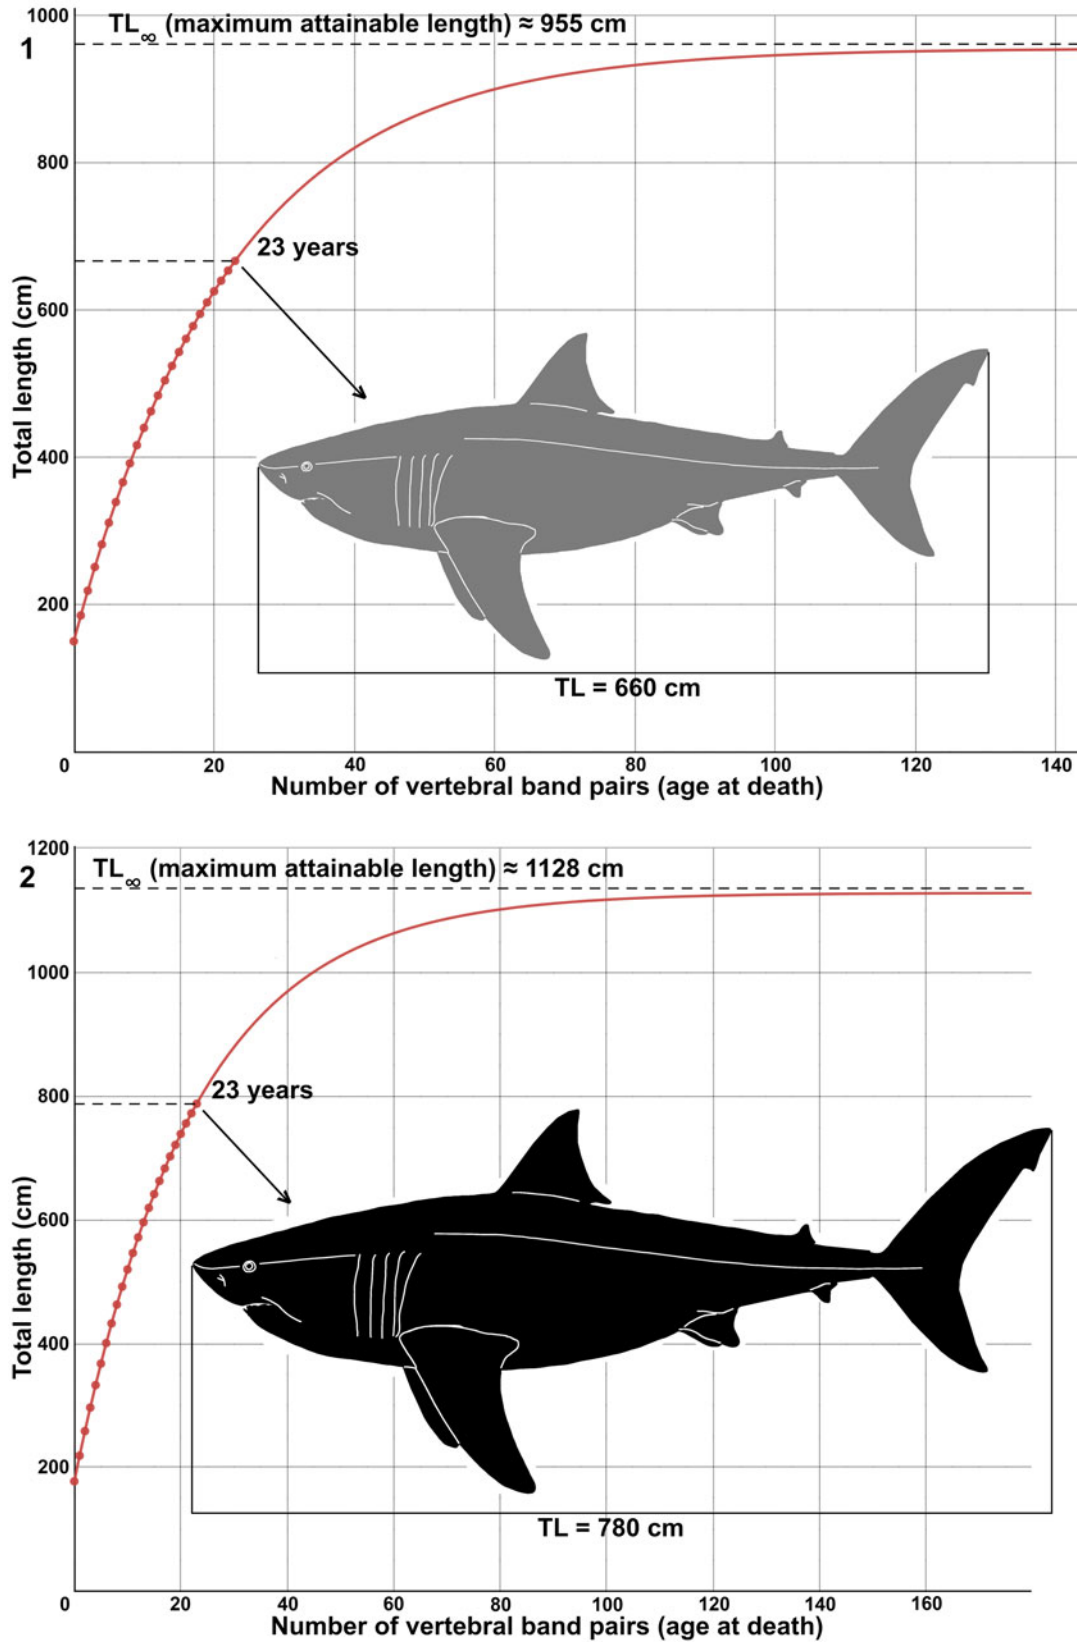 1000
TL∞ (maximum attainable length) ≈ 955 cm
1
800
23 years
600
Total length (cm)
400
200
TL = 660 cm
0 20 40 60 80 100 120 140
Number of vertebral band pairs (age at death)
1200
TL∞ (maximum attainable length) ≈ 1128 cm
2
1000
23 years
800
600
Total length (cm)
400
200
TL = 780 cm
0 20 40 60 80 100 120 140 160
Number of vertebral band pairs (age at death)